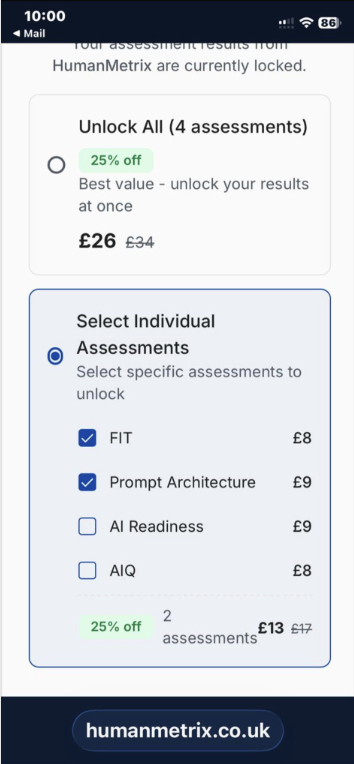 10:00
86
◀ Mail
Your assessment results from
HumanMetrix are currently locked.
Unlock All (4 assessments)
25% off
Best value - unlock your results
at once
£26 £34
Select Individual
Assessments
Select specific assessments to
unlock
FIT £8
Prompt Architecture £9
AI Readiness £9
AIQ £8
25% off 2 assessments £13 £17
humanmetrix.co.uk